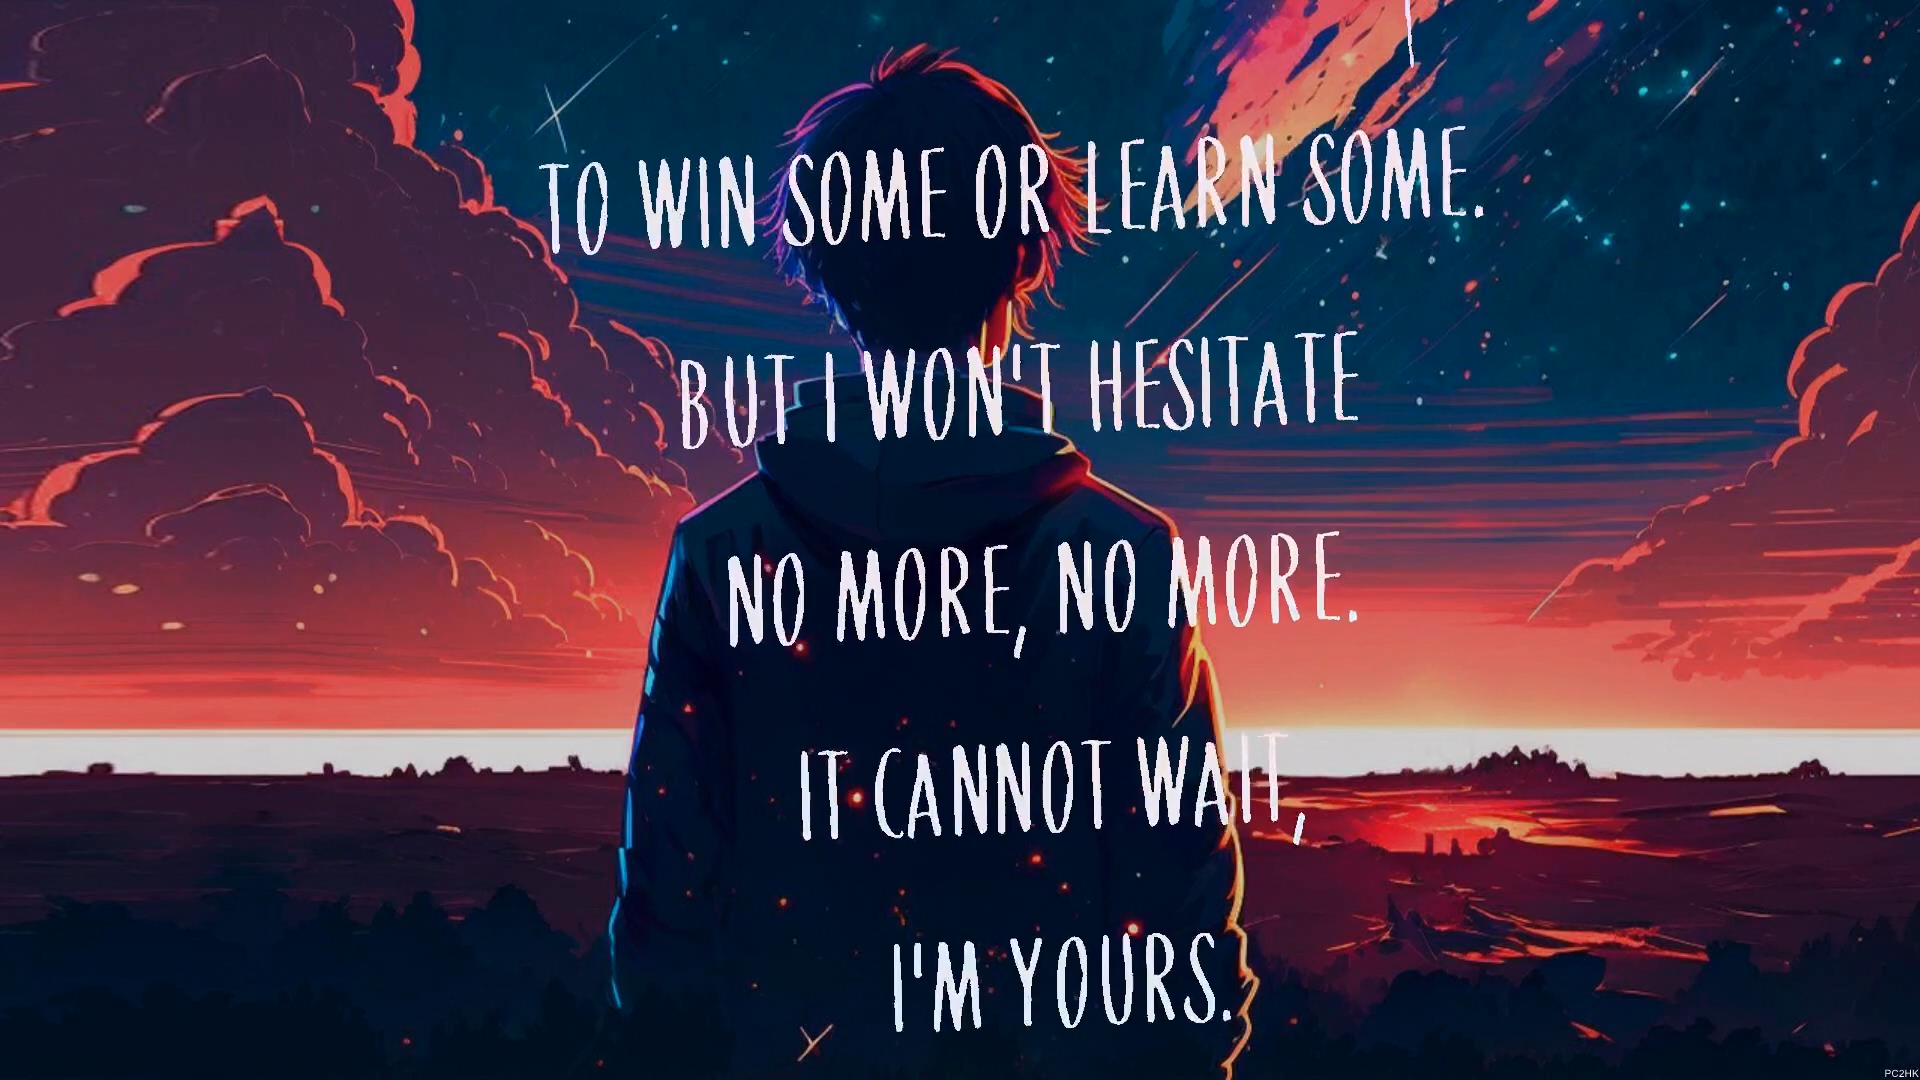 TO WIN SOME OR LEARN SOME.
BUT I WON'T HESITATE
NO MORE, NO MORE.
IT CANNOT WAIT,
I'M YOURS.
PC2HK